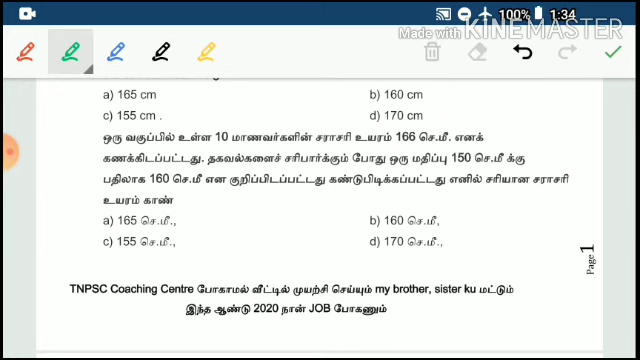 100% 1:34
Made with KINEMASTER
a) 165 cm b) 160 cm
c) 155 cm . d) 170 cm
ஒரு வகுப்பில் உள்ள 10 மாணவர்களின் சராசரி உயரம் 166 செ.மீ. எனக்
கணக்கிடப்பட்டது. தகவல்களைச் சரிபார்க்கும் போது ஒரு மதிப்பு 150 செ.மீ க்கு
பதிலாக 160 செ.மீ என குறிப்பிடப்பட்டது கண்டுபிடிக்கப்பட்டது எனில் சரியான சராசரி
உயரம் காண்
a) 165 செ.மீ., b) 160 செ.மீ,
c) 155 செ.மீ., d) 170 செ.மீ.,
Page 1
TNPSC Coaching Centre போகாமல் வீட்டில் முயற்சி செய்யும் my brother, sister ku மட்டும்
இந்த ஆண்டு 2020 நான் JOB போகணும்